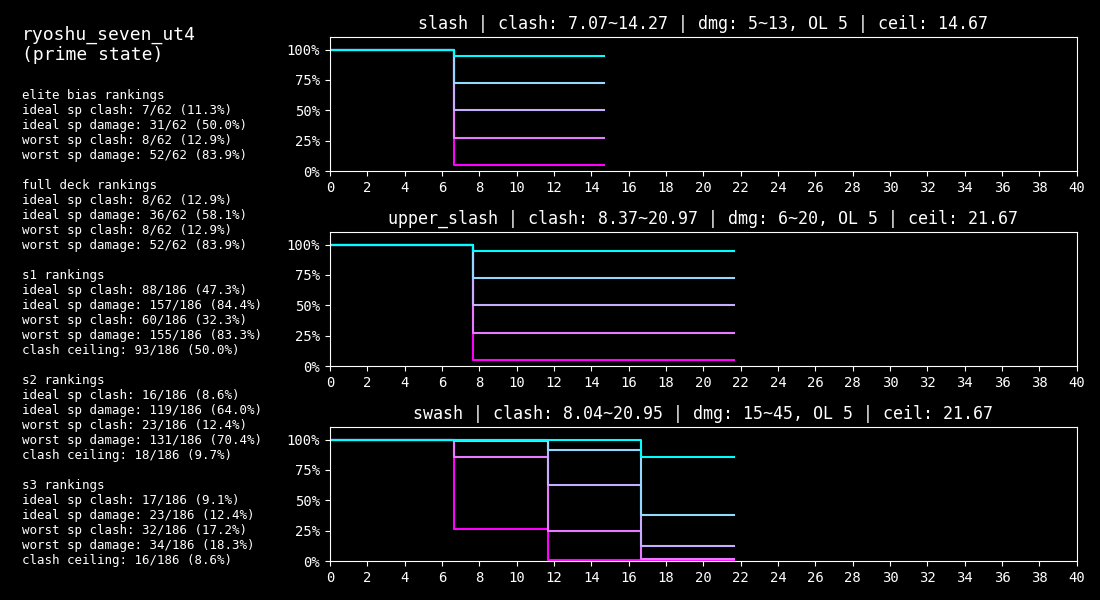 ryoshu_seven_ut4
(prime state)
elite bias rankings
ideal sp clash: 7/62 (11.3%)
ideal sp damage: 31/62 (50.0%)
worst sp clash: 8/62 (12.9%)
worst sp damage: 52/62 (83.9%)
full deck rankings
ideal sp clash: 8/62 (12.9%)
ideal sp damage: 36/62 (58.1%)
worst sp clash: 8/62 (12.9%)
worst sp damage: 52/62 (83.9%)
s1 rankings
ideal sp clash: 88/186 (47.3%)
ideal sp damage: 157/186 (84.4%)
worst sp clash: 60/186 (32.3%)
worst sp damage: 155/186 (83.3%)
clash ceiling: 93/186 (50.0%)
s2 rankings
ideal sp clash: 16/186 (8.6%)
ideal sp damage: 119/186 (64.0%)
worst sp clash: 23/186 (12.4%)
worst sp damage: 131/186 (70.4%)
clash ceiling: 18/186 (9.7%)
s3 rankings
ideal sp clash: 17/186 (9.1%)
ideal sp damage: 23/186 (12.4%)
worst sp clash: 32/186 (17.2%)
worst sp damage: 34/186 (18.3%)
clash ceiling: 16/186 (8.6%)
slash | clash: 7.07~14.27 | dmg: 5~13, OL 5 | ceil: 14.67
100%
75%
50%
25%
0%
0 2 4 6 8 10 12 14 16 18 20 22 24 26 28 30 32 34 36 38 40
upper_slash | clash: 8.37~20.97 | dmg: 6~20, OL 5 | ceil: 21.67
100%
75%
50%
25%
0%
0 2 4 6 8 10 12 14 16 18 20 22 24 26 28 30 32 34 36 38 40
swash | clash: 8.04~20.95 | dmg: 15~45, OL 5 | ceil: 21.67
100%
75%
50%
25%
0%
0 2 4 6 8 10 12 14 16 18 20 22 24 26 28 30 32 34 36 38 40